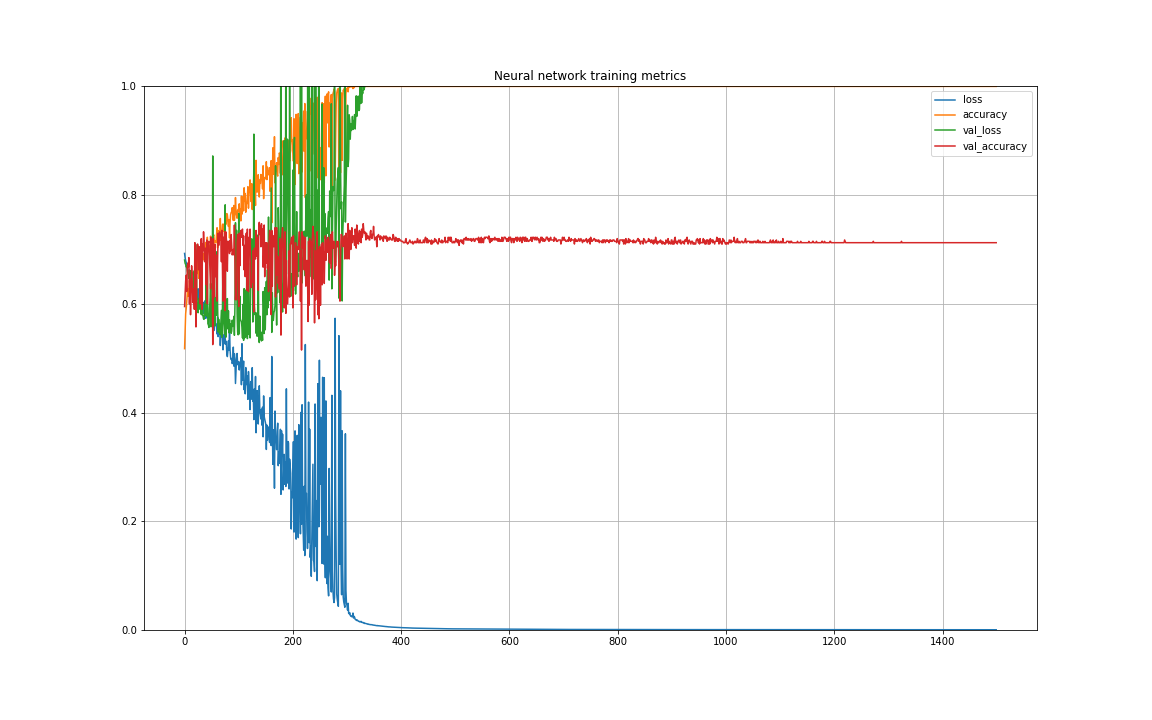 Neural network training metrics
loss
accuracy
val_loss
val_accuracy
1.0
0.8
0.6
0.4
0.2
0.0
0 200 400 600 800 1000 1200 1400